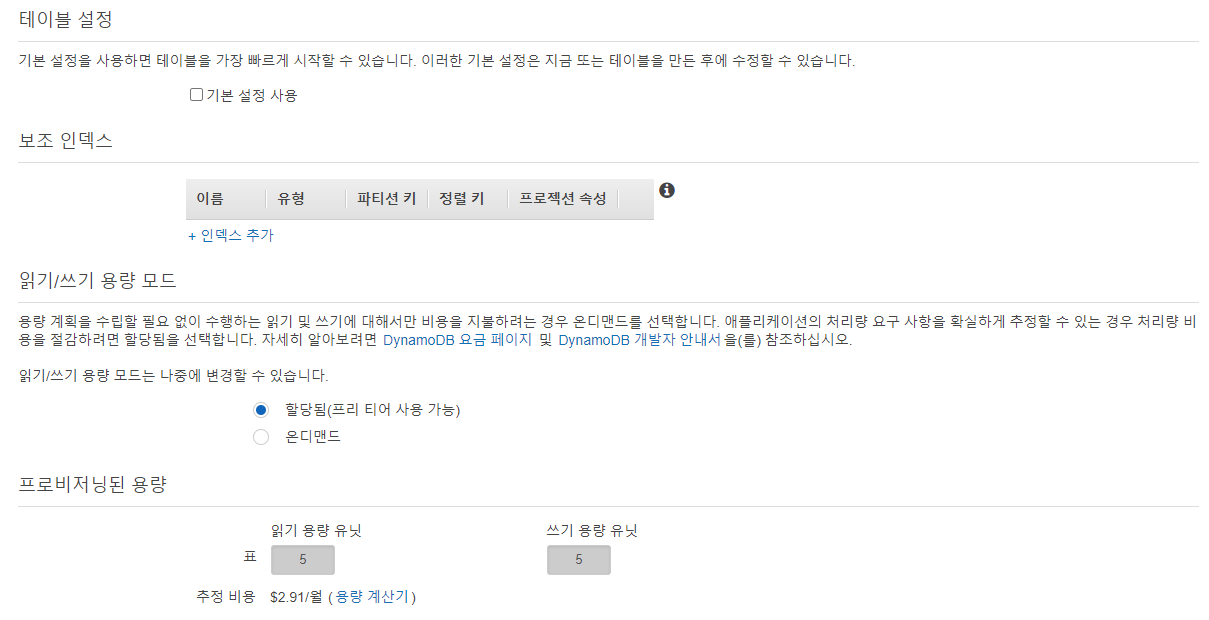 테이블 설정
기본 설정을 사용하면 테이블을 가장 빠르게 시작할 수 있습니다. 이러한 기본 설정은 지금 또는 테이블을 만든 후에 수정할 수 있습니다.
기본 설정 사용
보조 인덱스
이름 유형 파티션 키 정렬 키 프로젝션 속성
+ 인덱스 추가
읽기/쓰기 용량 모드
용량 계획을 수립할 필요 없이 수행하는 읽기 및 쓰기에 대해서만 비용을 지불하려는 경우 온디맨드를 선택합니다. 애플리케이션의 처리량 요구 사항을 확실하게 추정할 수 있는 경우 처리량 비
용을 절감하려면 할당됨을 선택합니다. 자세히 알아보려면 DynamoDB 요금 페이지 및 DynamoDB 개발자 안내서을(를) 참조하십시오.
읽기/쓰기 용량 모드는 나중에 변경할 수 있습니다.
할당됨(프리 티어 사용 가능)
온디맨드
프로비저닝된 용량
읽기 용량 유닛 쓰기 용량 유닛
표 5 5
추정 비용 $2.91/월 (용량 계산기)